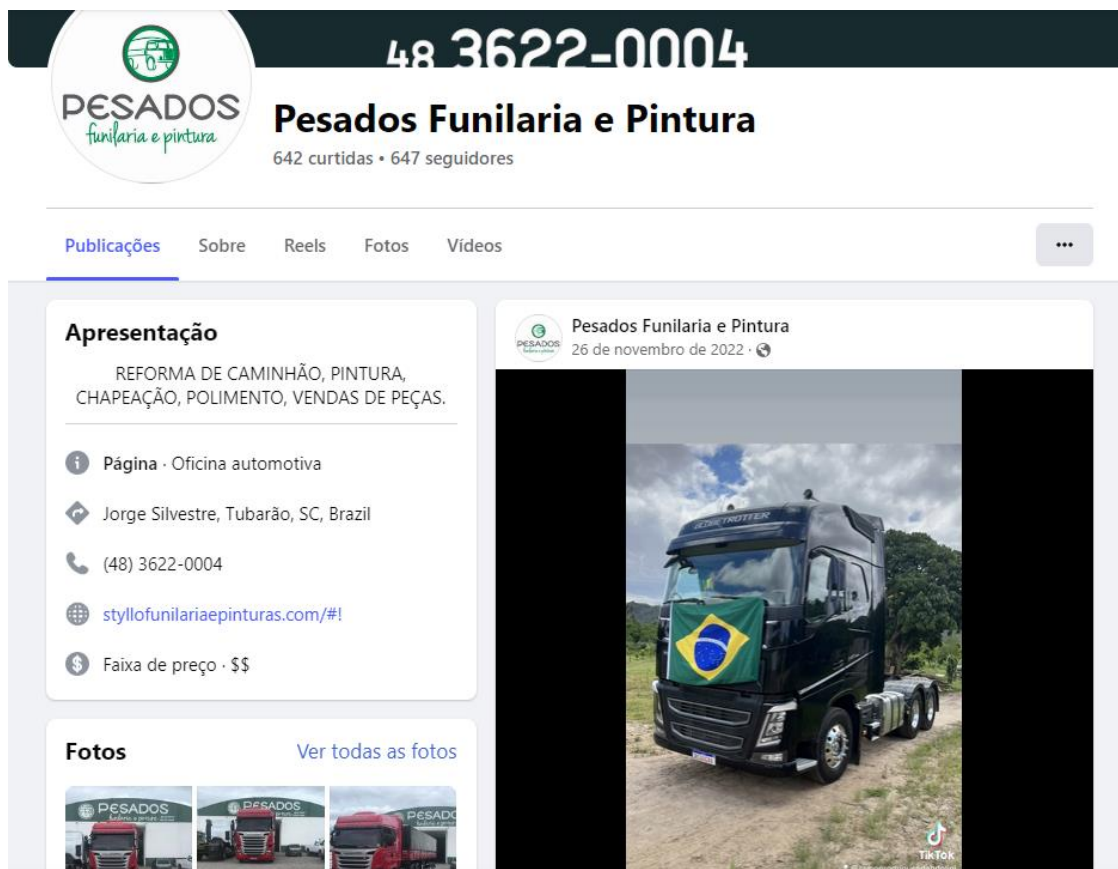 48 3622-0004
PESADOS
funilaria e pintura
Pesados Funilaria e Pintura
642 curtidas • 647 seguidores
Publicações Sobre Reels Fotos Vídeos
Apresentação
REFORMA DE CAMINHÃO, PINTURA,
CHAPEAÇÃO, POLIMENTO, VENDAS DE PEÇAS.
Página · Oficina automotiva
Jorge Silvestre, Tubarão, SC, Brazil
(48) 3622-0004
styllofunilariaepinturas.com/#!
Faixa de preço · $$
Fotos Ver todas as fotos
PESADOS
PESADOS
PESADO
PESADOS
Pesados Funilaria e Pintura
26 de novembro de 2022 ·
GLOBETROTTER
TikTok